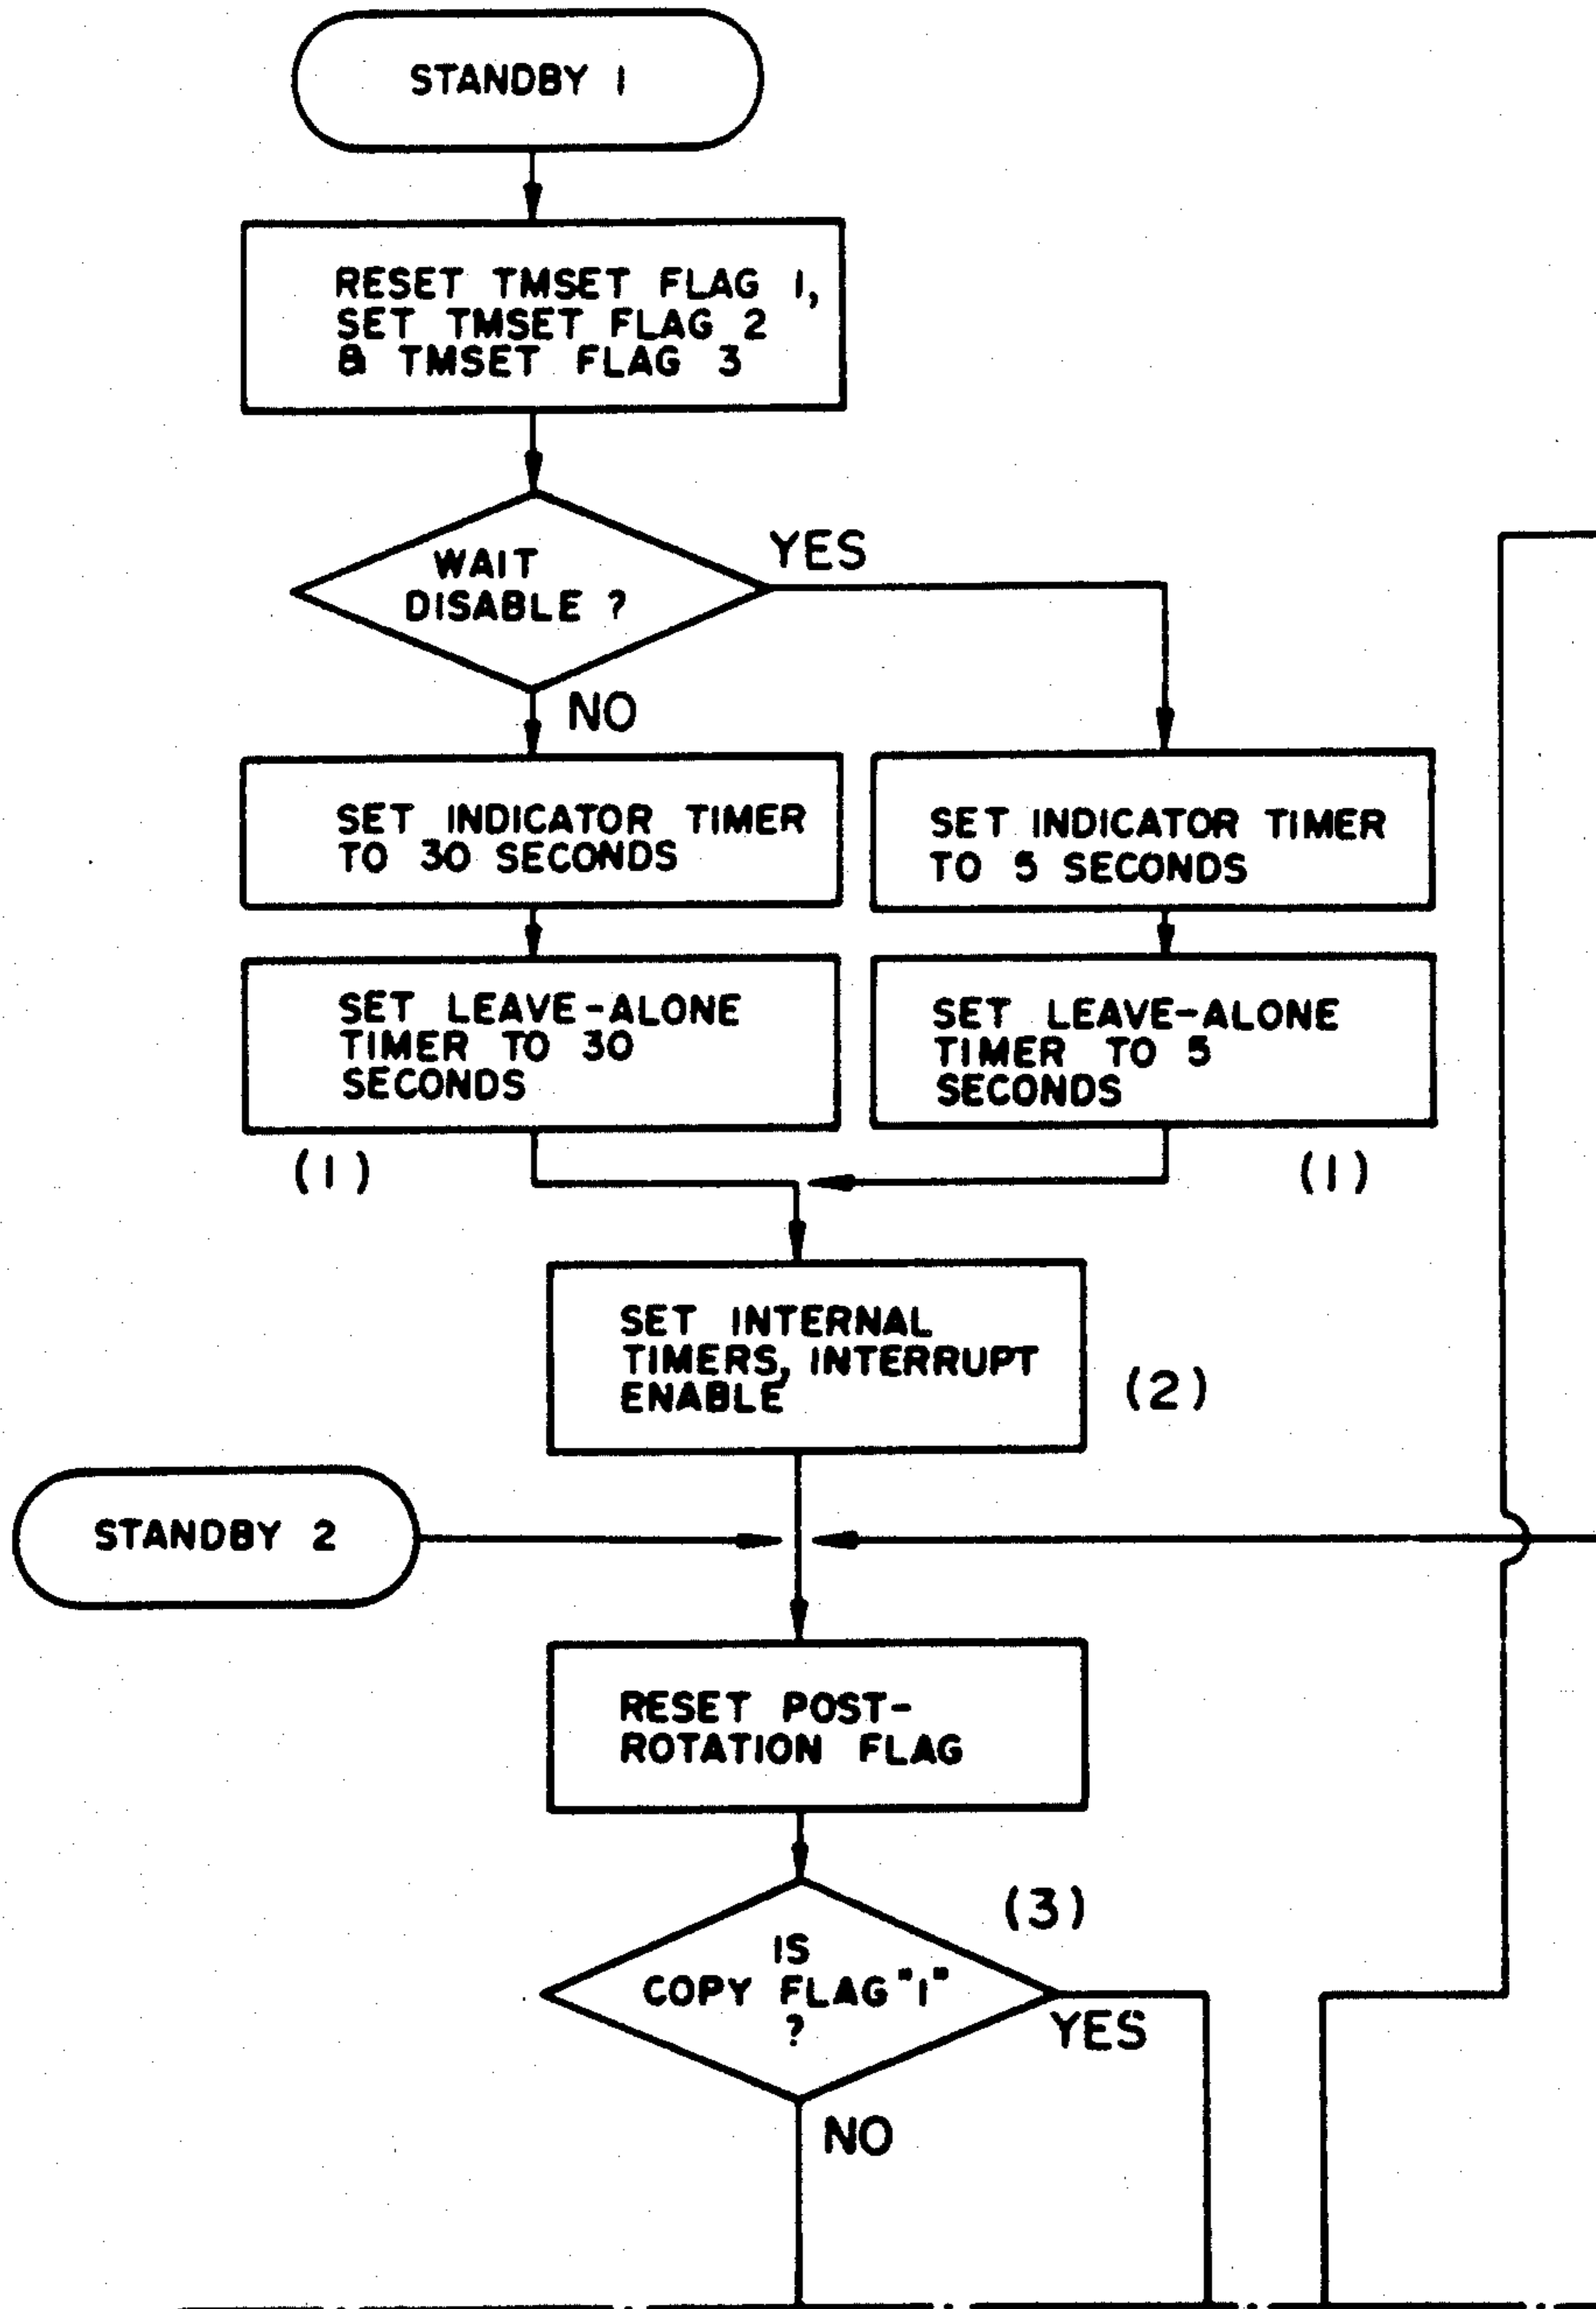 STANDBY 1
RESET TMSET FLAG 1,
SET TMSET FLAG 2
& TMSET FLAG 3
WAIT
DISABLE ?
YES
NO
SET INDICATOR TIMER
TO 30 SECONDS
SET INDICATOR TIMER
TO 5 SECONDS
SET LEAVE-ALONE
TIMER TO 30
SECONDS
SET LEAVE-ALONE
TIMER TO 5
SECONDS
(1)
(1)
SET INTERNAL
TIMERS, INTERRUPT
ENABLE
(2)
STANDBY 2
RESET POST-
ROTATION FLAG
(3)
IS
COPY FLAG "1"
?
YES
NO